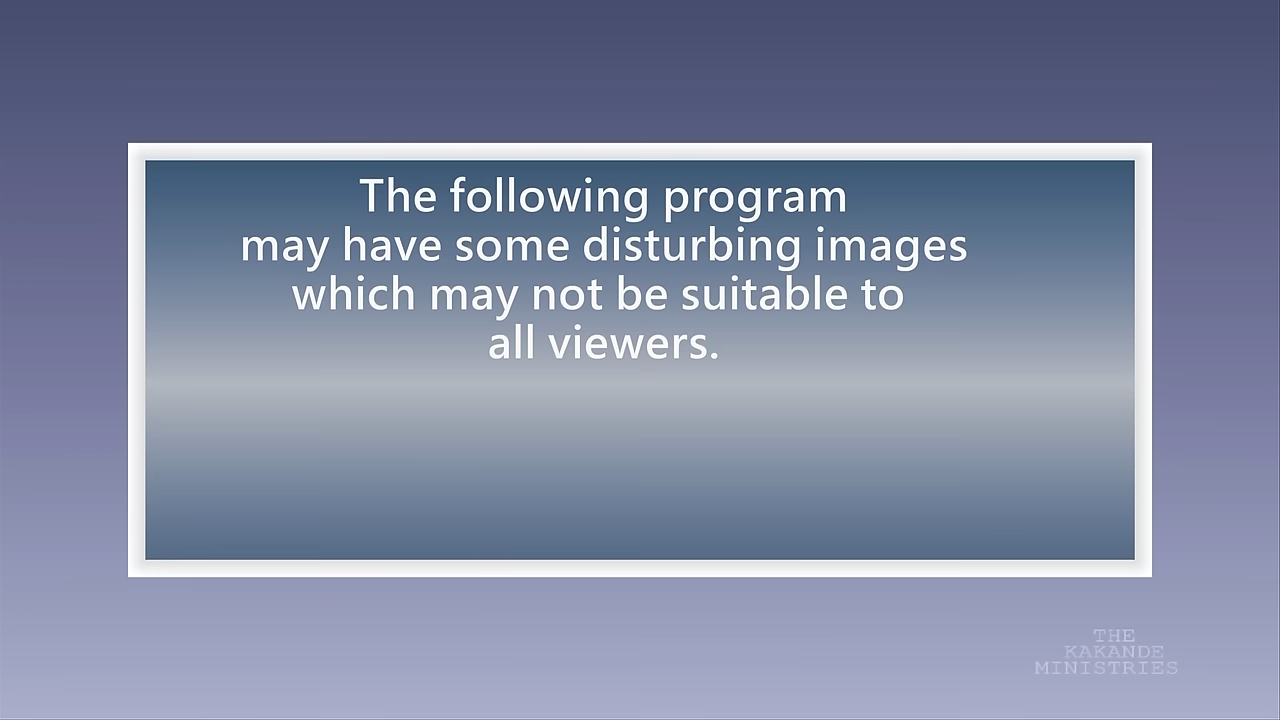 The following program
may have some disturbing images
which may not be suitable to
all viewers.
THE
KAKANDE
MINISTRIES